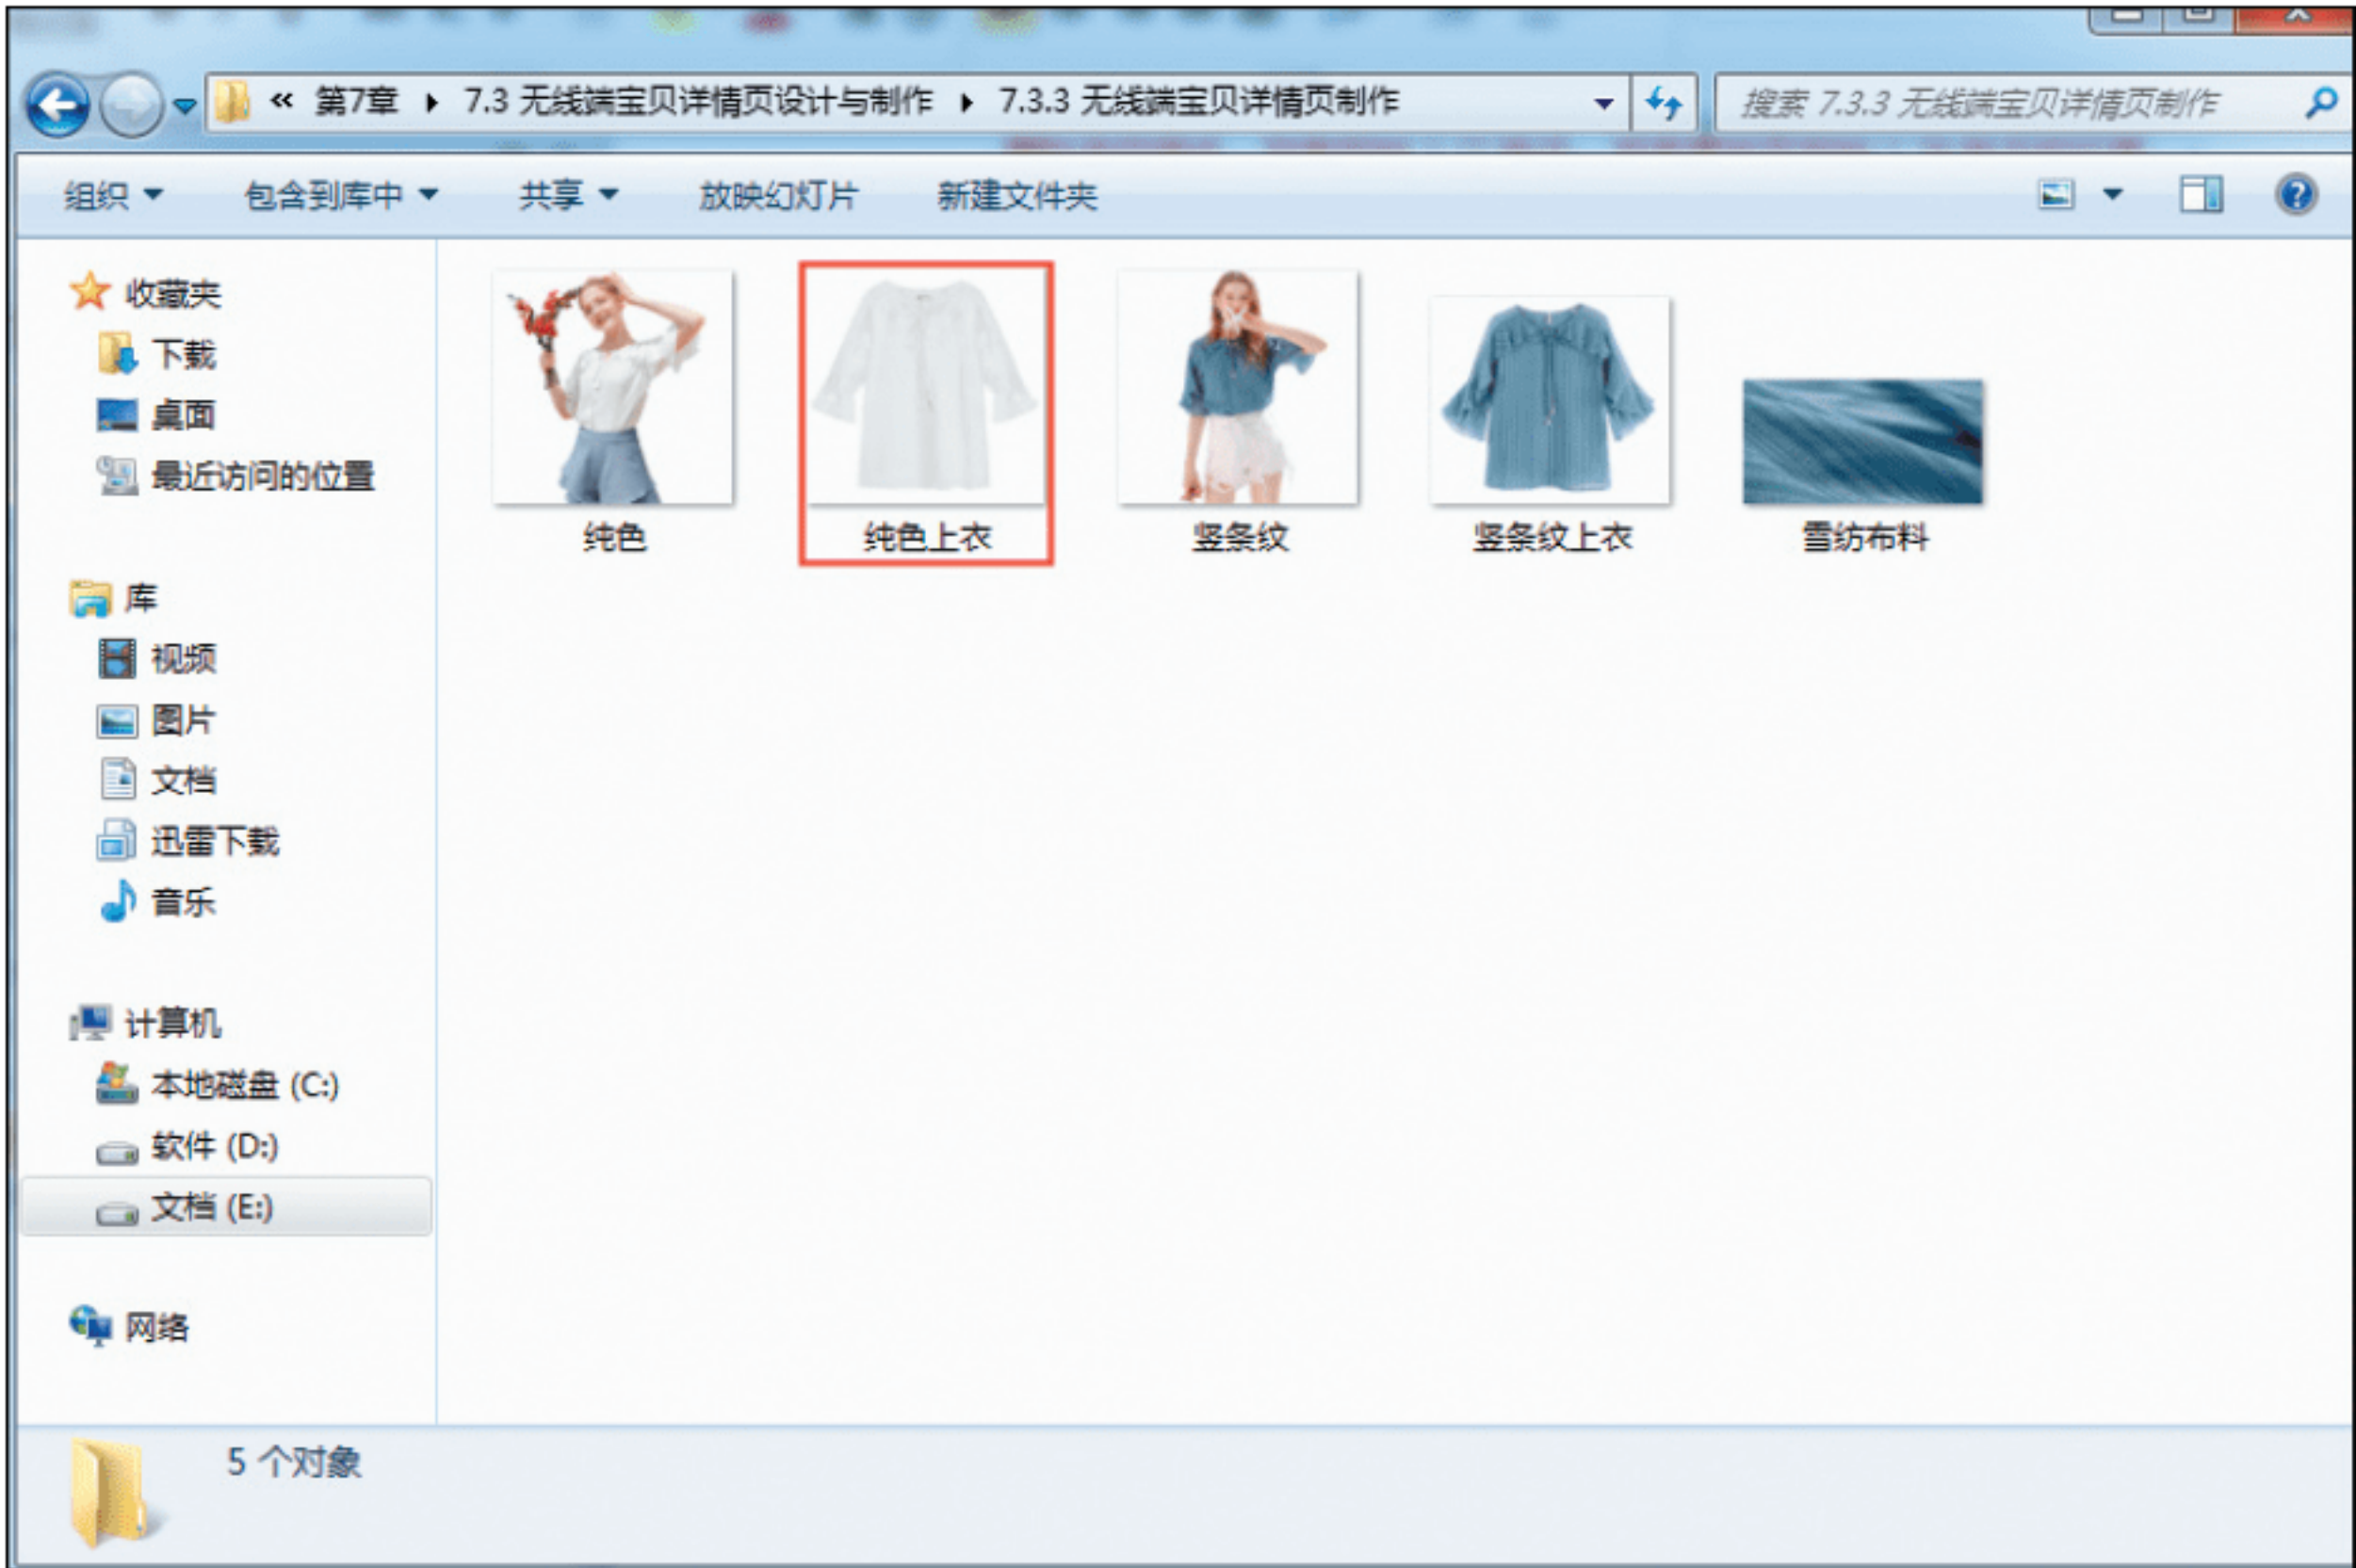 « 第7章 ▸ 7.3 无线端宝贝详情页设计与制作 ▸ 7.3.3 无线端宝贝详情页制作
搜索 7.3.3 无线端宝贝详情页制作
组织 包含到库中 共享 放映幻灯片 新建文件夹
收藏夹
下载
桌面
最近访问的位置
库
视频
图片
文档
迅雷下载
音乐
计算机
本地磁盘 (C:)
软件 (D:)
文档 (E:)
网络
纯色 纯色上衣 竖条纹 竖条纹上衣 雪纺布料
5 个对象